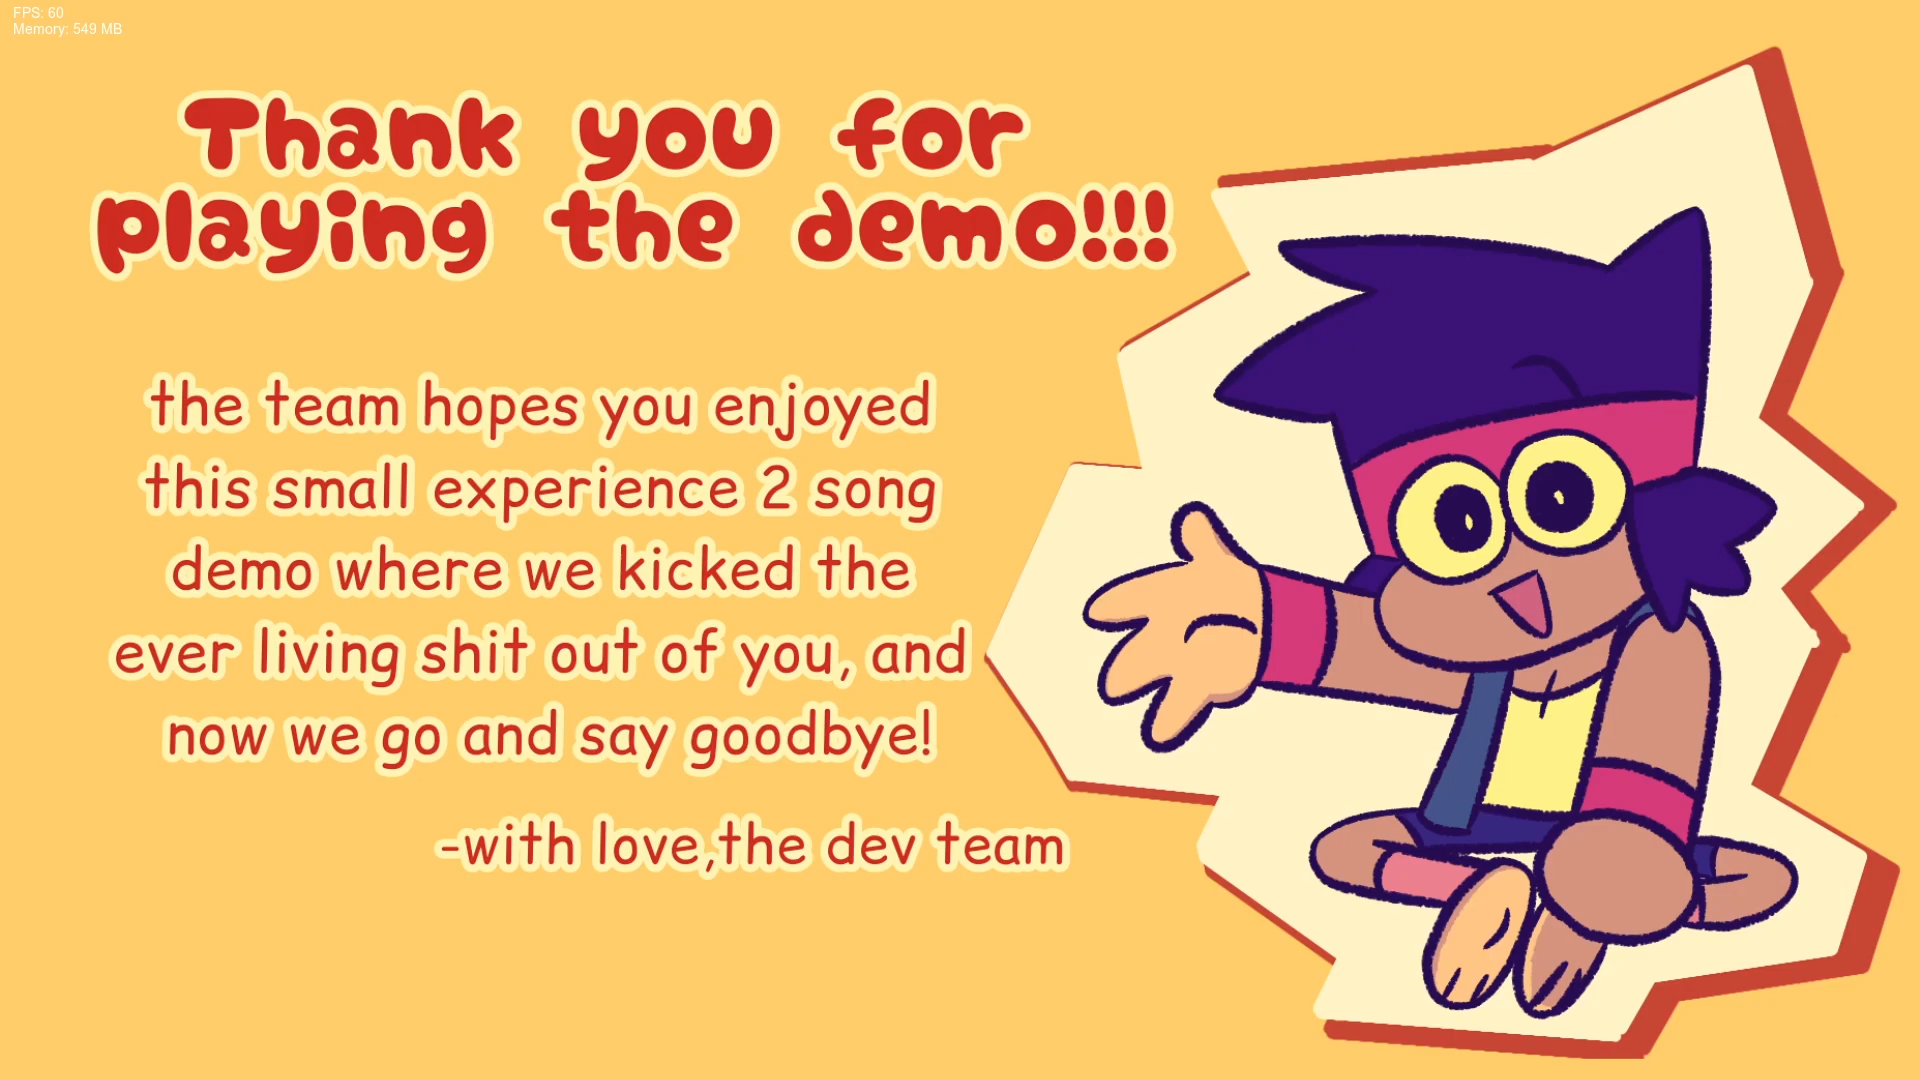 FPS: 60
Memory: 549 MB
Thank you for
playing the demo!!!
the team hopes you enjoyed
this small experience 2 song
demo where we kicked the
ever living shit out of you, and
now we go and say goodbye!
-with love,the dev team